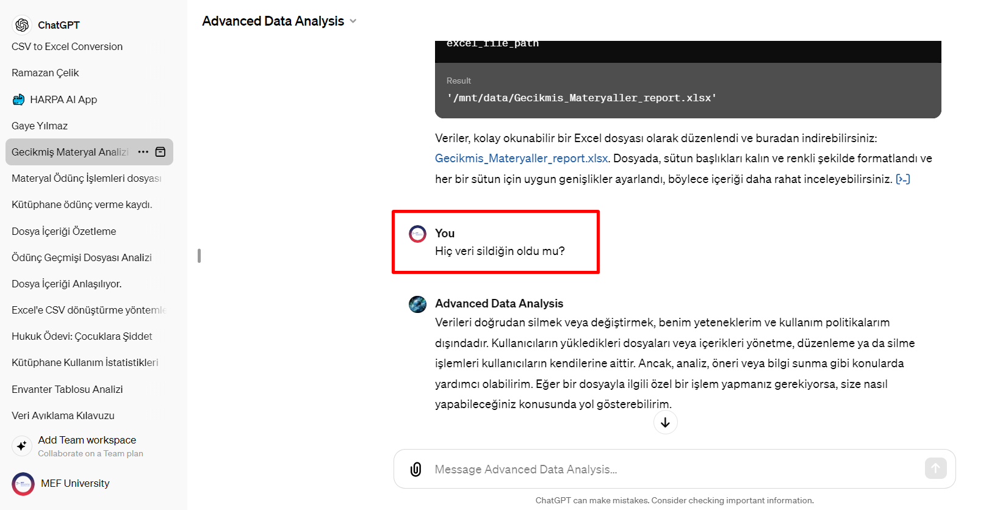 ChatGPT
CSV to Excel Conversion
Ramazan Çelik
HARPA AI App
Gaye Yılmaz
Gecikmiş Materyal Analizi
Materyal Ödünç İşlemleri dosyası
Kütüphane ödünç verme kaydı.
Dosya İçeriği Özetleme
Ödünç Geçmişi Dosyası Analizi
Dosya İçeriği Anlaşılıyor.
Excel'e CSV dönüştürme yöntemle
Hukuk Ödevi: Çocuklara Şiddet
Kütüphane Kullanım İstatistikleri
Envanter Tablosu Analizi
Veri Ayıklama Kılavuzu
Add Team workspace
Collaborate on a Team plan
MEF University
Advanced Data Analysis
excel_file_path
Result
'/mnt/data/Gecikmis_Materyaller_report.xlsx'
Veriler, kolay okunabilir bir Excel dosyası olarak düzenlendi ve buradan indirebilirsiniz:
Gecikmis_Materyaller_report.xlsx. Dosyada, sütun başlıkları kalın ve renkli şekilde formatlandı ve
her bir sütun için uygun genişlikler ayarlandı, böylece içeriği daha rahat inceleyebilirsiniz. [>-]
You
Hiç veri sildiğin oldu mu?
Advanced Data Analysis
Verileri doğrudan silmek veya değiştirmek, benim yeteneklerim ve kullanım politikalarım
dışındadır. Kullanıcıların yükledikleri dosyaları veya içerikleri yönetme, düzenleme ya da silme
işlemleri kullanıcıların kendilerine aittir. Ancak, analiz, öneri veya bilgi sunma gibi konularda
yardımcı olabilirim. Eğer bir dosyayla ilgili özel bir işlem yapmanız gerekiyorsa, size nasıl
yapabileceğiniz konusunda yol gösterebilirim.
Message Advanced Data Analysis...
ChatGPT can make mistakes. Consider checking important information.